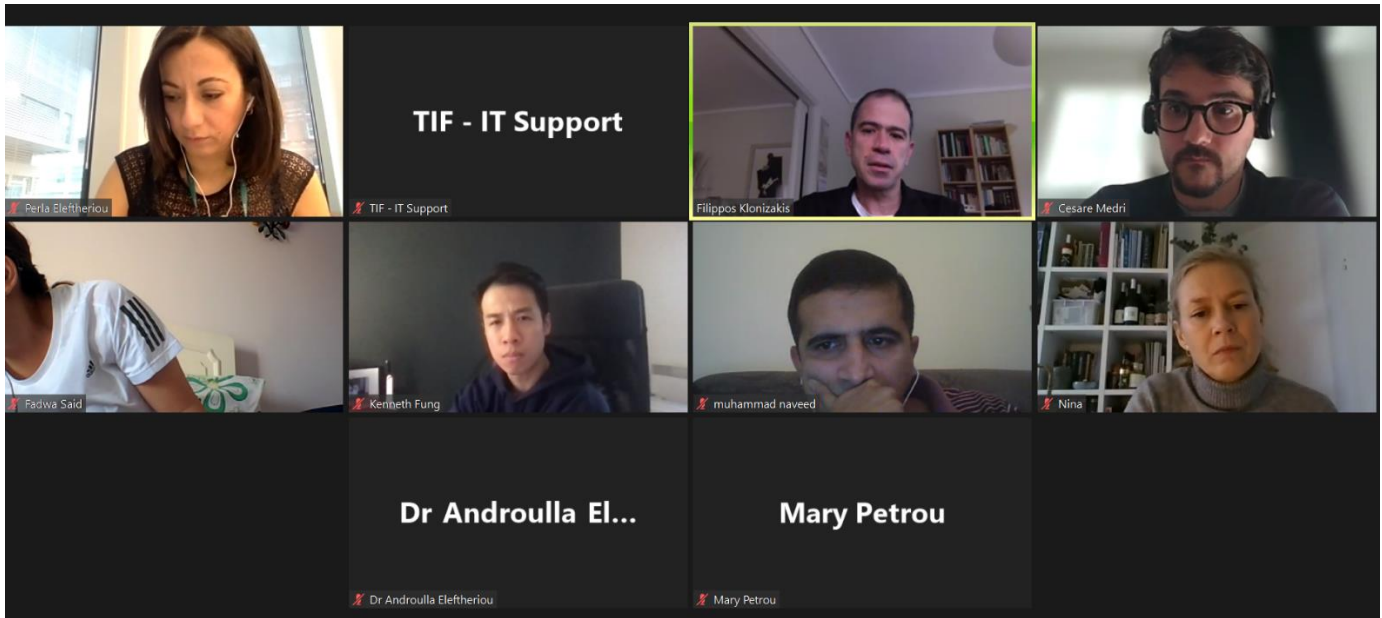 Perla Eleftheriou
TIF - IT Support
TIF - IT Support
Filippos Klonizakis
Cesare Medri
Fadwa Said
Kenneth Fung
muhammad naveed
Nina
Dr Androulla El...
Dr Androulla Eleftheriou
Mary Petrou
Mary Petrou